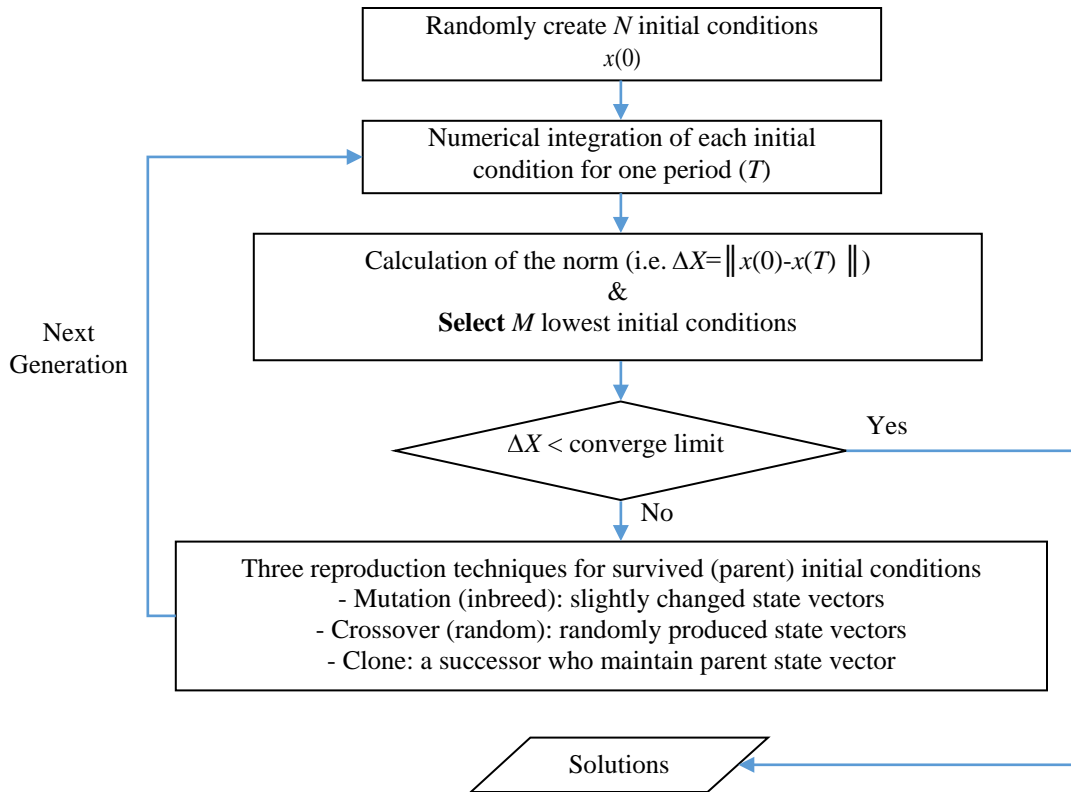 Randomly create N initial conditions
x(0)
Numerical integration of each initial
condition for one period (T)
Calculation of the norm (i.e. ΔX=‖x(0)-x(T) ‖)
&
Select M lowest initial conditions
Next
Generation
ΔX < converge limit
Yes
No
Three reproduction techniques for survived (parent) initial conditions
- Mutation (inbreed): slightly changed state vectors
- Crossover (random): randomly produced state vectors
- Clone: a successor who maintain parent state vector
Solutions